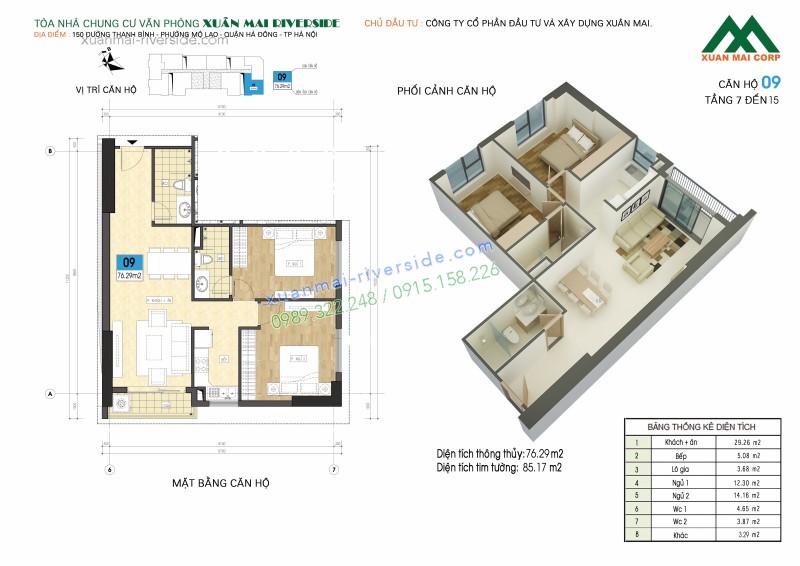 TÒA NHÀ CHUNG CƯ VĂN PHÒNG XUÂN MAI RIVERSIDE
ĐỊA ĐIỂM : 150 ĐƯỜNG THANH BÌNH - PHƯỜNG MỘ LAO - QUẬN HÀ ĐÔNG - TP HÀ NỘI
xuanmai-riverside.com
CHỦ ĐẦU TƯ : CÔNG TY CỔ PHẦN ĐẦU TƯ VÀ XÂY DỰNG XUÂN MAI.
XUAN MAI CORP
VỊ TRÍ CĂN HỘ
09
76.29m2
PHỐI CẢNH CĂN HỘ
CĂN HỘ 09
TẦNG 7 ĐẾN 15
B
09
76.29m2
xuanmai-riverside.com
0989.322.248 / 0915.158.226
A
6
7
MẶT BẰNG CĂN HỘ
Diện tích thông thủy:76.29 m2
Diện tích tim tường: 85.17 m2
BẢNG THỐNG KÊ DIỆN TÍCH
1 Khách + ăn 29.26 m2
2 Bếp 5.08 m2
3 Lô gia 3.68 m2
4 Ngủ 1 12.30 m2
5 Ngủ 2 14.16 m2
6 Wc 1 4.65 m2
7 Wc 2 3.87 m2
8 Khác 3.29 m2